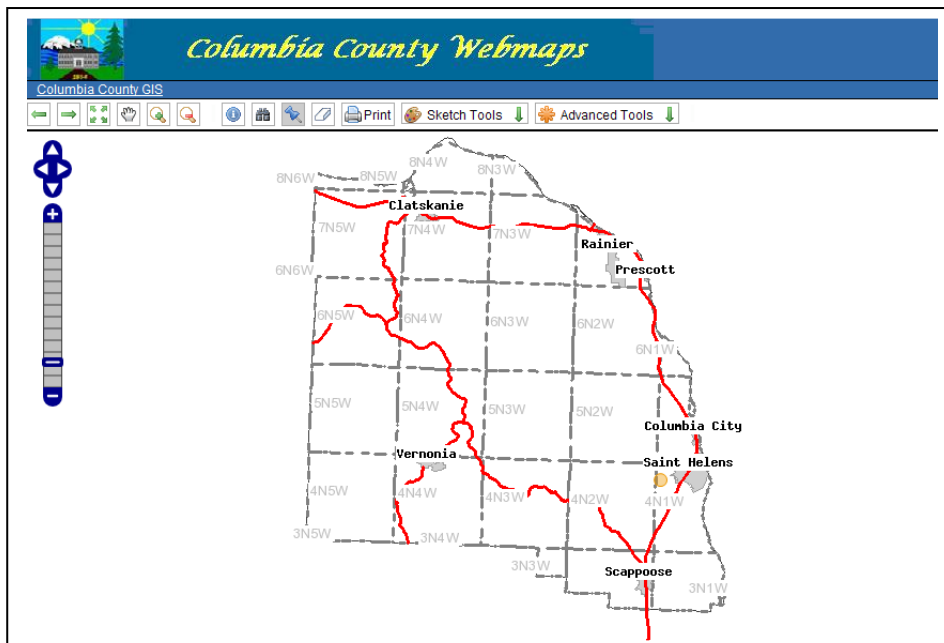 Columbia County Webmaps
2014
Columbia County GIS
Print Sketch Tools Advanced Tools
8N4W
8N5W 8N3W
8N6W
Clatskanie
7N5W 7N4W 7N3W
Rainier
6N6W Prescott
6N5W 6N4W 6N3W 6N2W
6N1W
5N5W 5N4W 5N3W 5N2W
Columbia City
Vernonia
Saint Helens
4N5W 4N4W 4N3W 4N2W 4N1W
3N5W 3N4W
3N3W Scappoose
3N1W